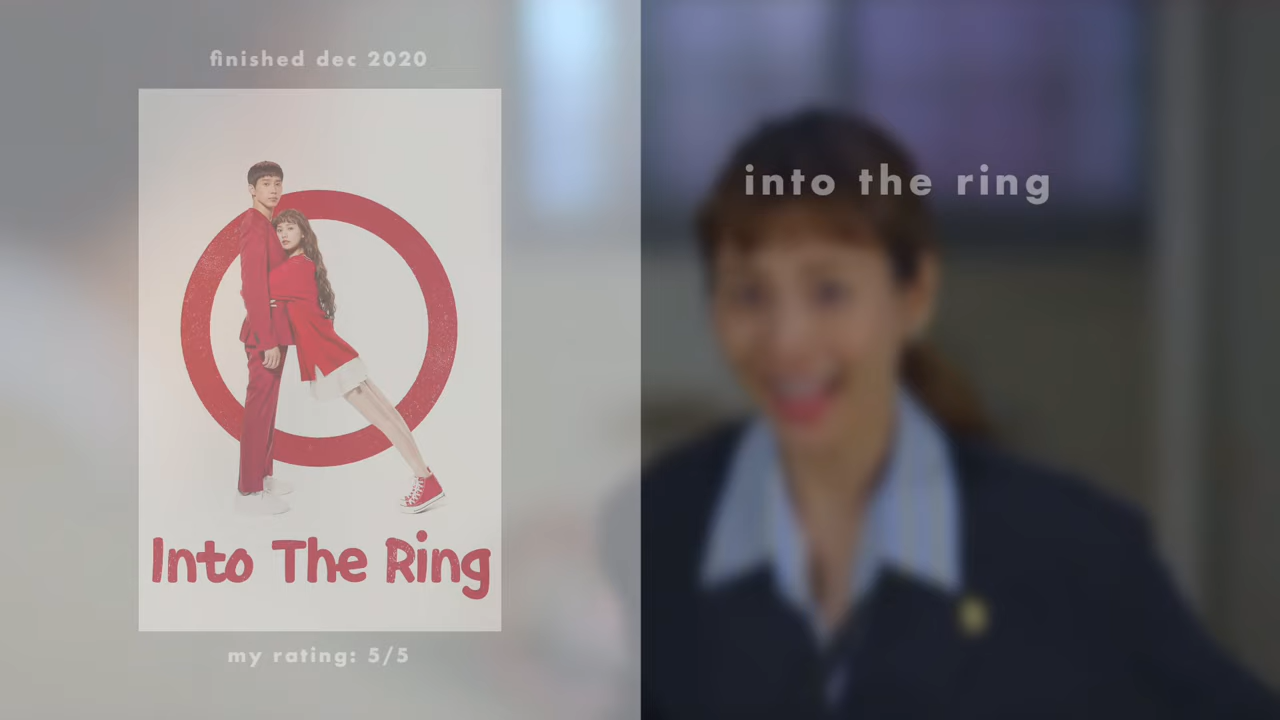 finished dec 2020
Into The Ring
my rating: 5/5
into the ring